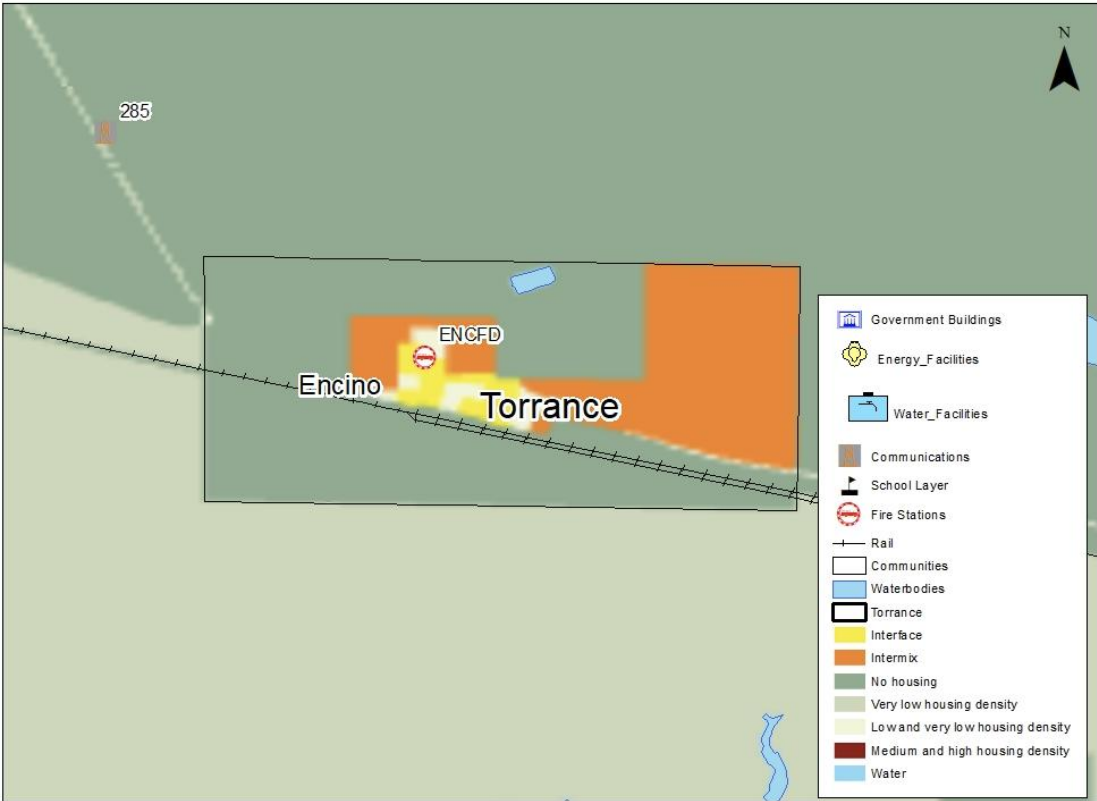 N
285
ENCFD
Encino
Torrance
Government Buildings
Energy_Facilities
Water_Facilities
Communications
School Layer
Fire Stations
Rail
Communities
Waterbodies
Torrance
Interface
Intermix
No housing
Very low housing density
Low and very low housing density
Medium and high housing density
Water